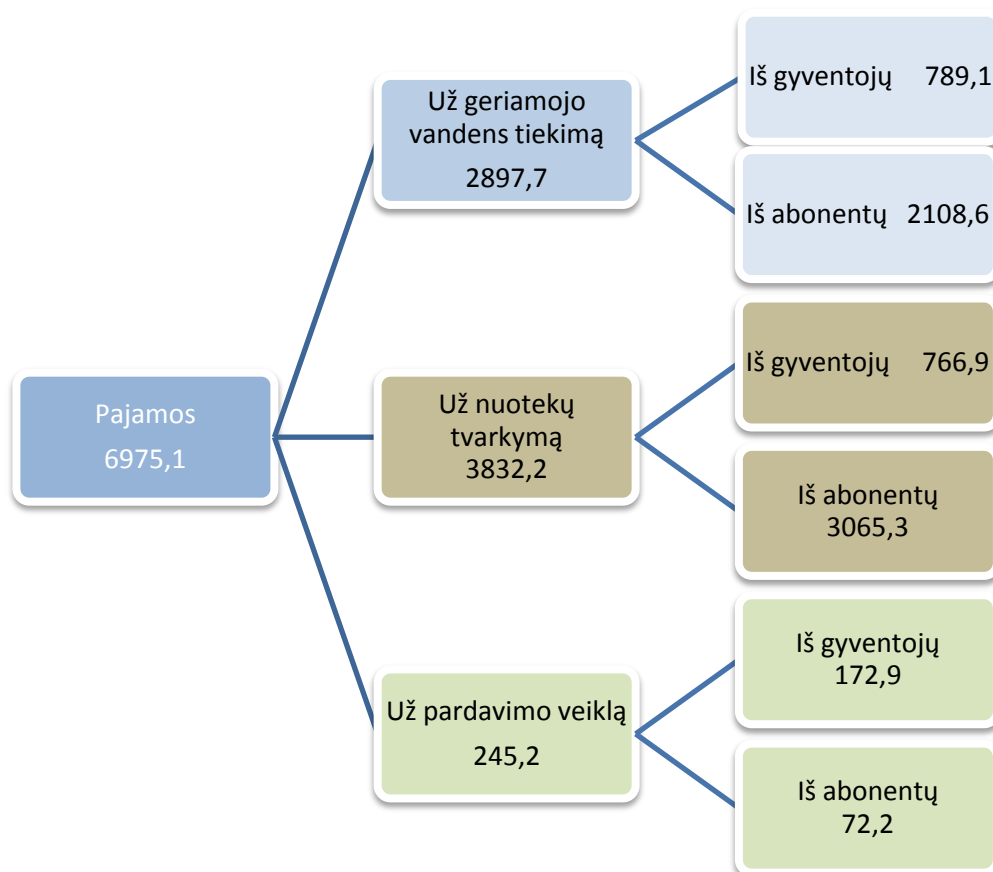 Pajamos
6975,1
Už geriamojo
vandens tiekimą
2897,7
Iš gyventojų 789,1
Iš abonentų 2108,6
Už nuotekų
tvarkymą
3832,2
Iš gyventojų 766,9
Iš abonentų
3065,3
Už pardavimo veiklą
245,2
Iš gyventojų
172,9
Iš abonentų
72,2